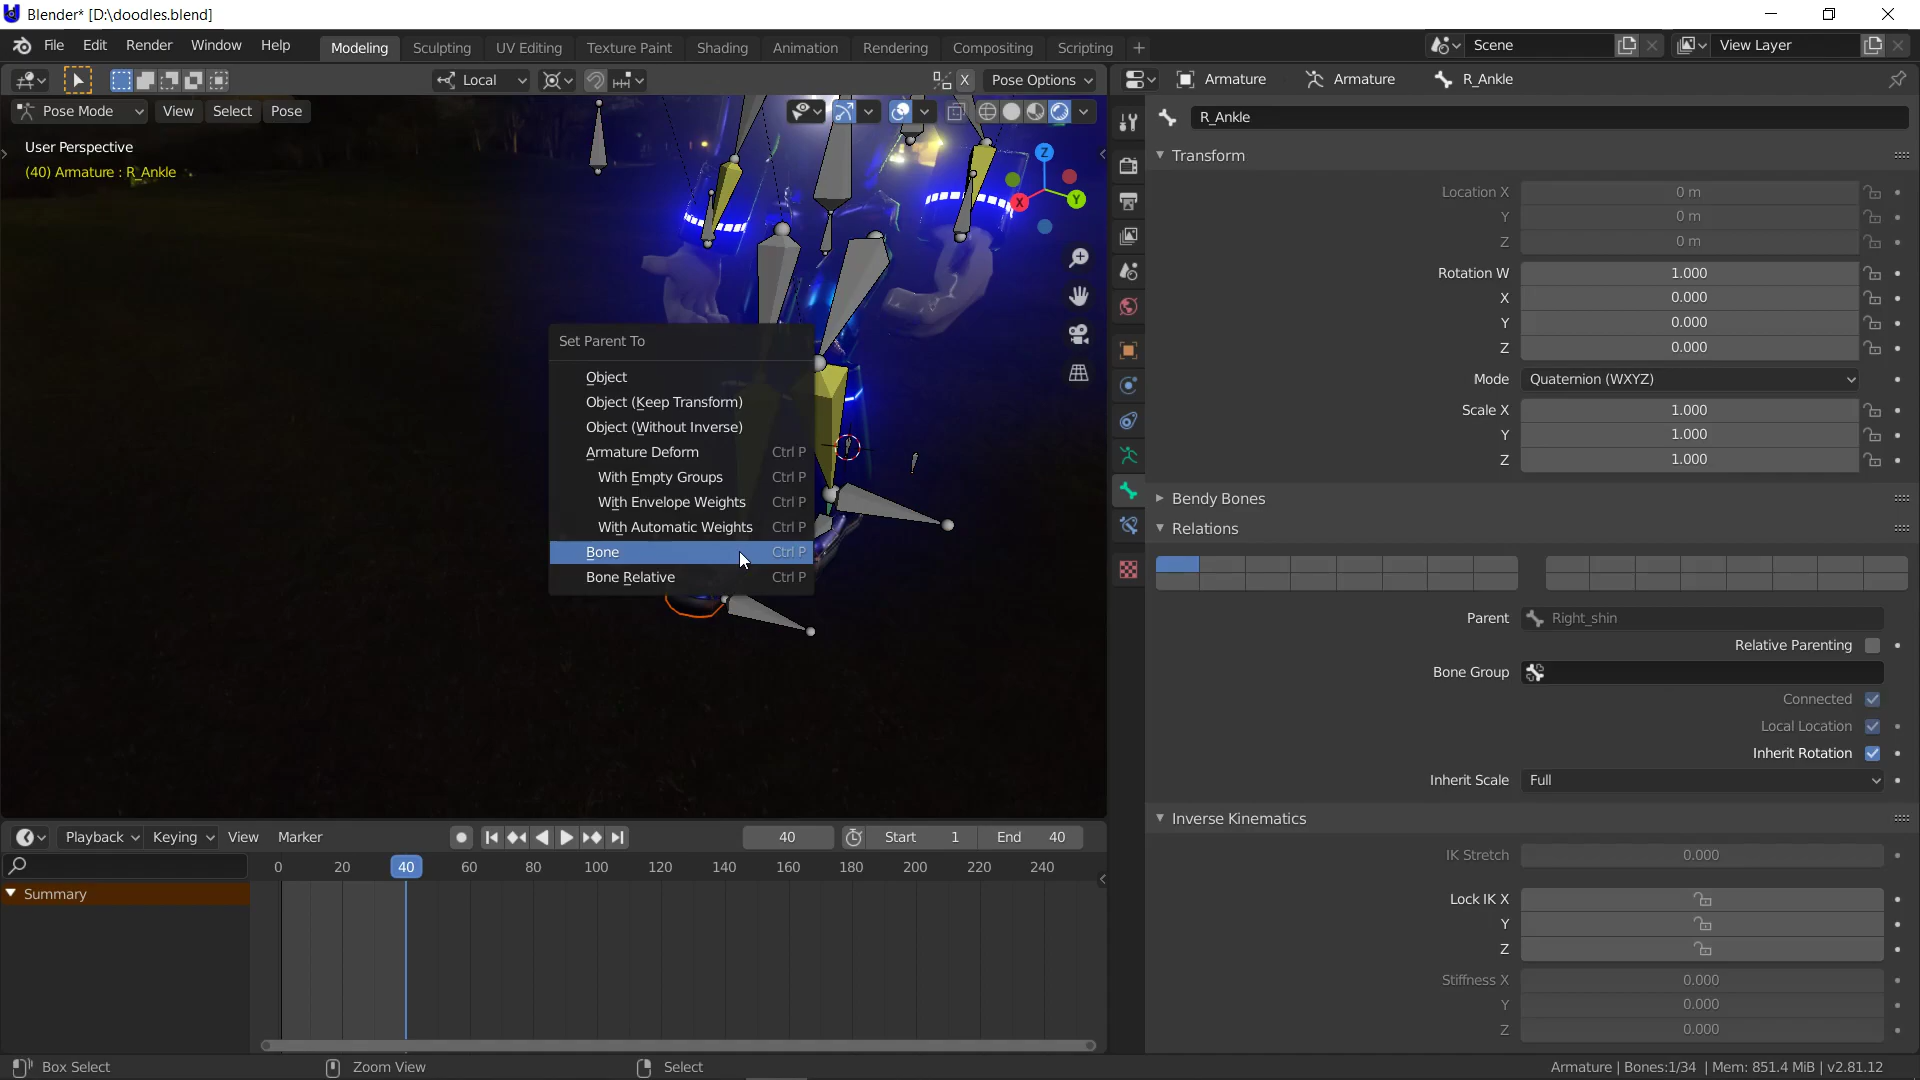 Blender* [D:\doodles.blend]
File Edit Render Window Help
Modeling Sculpting UV Editing Texture Paint Shading Animation Rendering Compositing Scripting +
Scene View Layer
Local X Pose Options
Armature Armature R_Ankle
Pose Mode View Select Pose
R_Ankle
User Perspective
(40) Armature : R_Ankle
Z
X
Y
Set Parent To
Object
Object (Keep Transform)
Object (Without Inverse)
Armature Deform Ctrl P
With Empty Groups Ctrl P
With Envelope Weights Ctrl P
With Automatic Weights Ctrl P
Bone Ctrl P
Bone Relative Ctrl P
Transform
Location X 0 m
Y 0 m
Z 0 m
Rotation W 1.000
X 0.000
Y 0.000
Z 0.000
Mode Quaternion (WXYZ)
Scale X 1.000
Y 1.000
Z 1.000
Bendy Bones
Relations
Parent Right_shin
Relative Parenting
Bone Group
Connected
Local Location
Inherit Rotation
Inherit Scale Full
Inverse Kinematics
IK Stretch 0.000
Lock IK X
Y
Z
Stiffness X 0.000
Y 0.000
Z 0.000
Playback Keying View Marker 40 Start 1 End 40
0 20 40 60 80 100 120 140 160 180 200 220 240
Summary
Box Select Zoom View Select Armature | Bones:1/34 | Mem: 851.4 MiB | v2.81.12